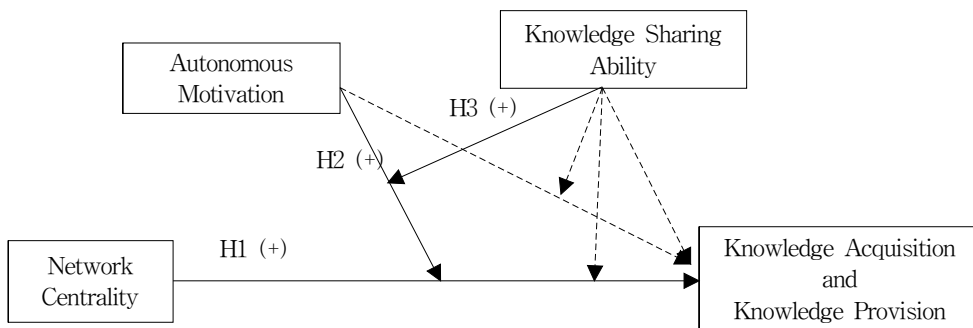 Knowledge Sharing
Ability
Autonomous
Motivation
H3 (+)
H2 (+)
H1 (+)
Network
Centrality
Knowledge Acquisition
and
Knowledge Provision